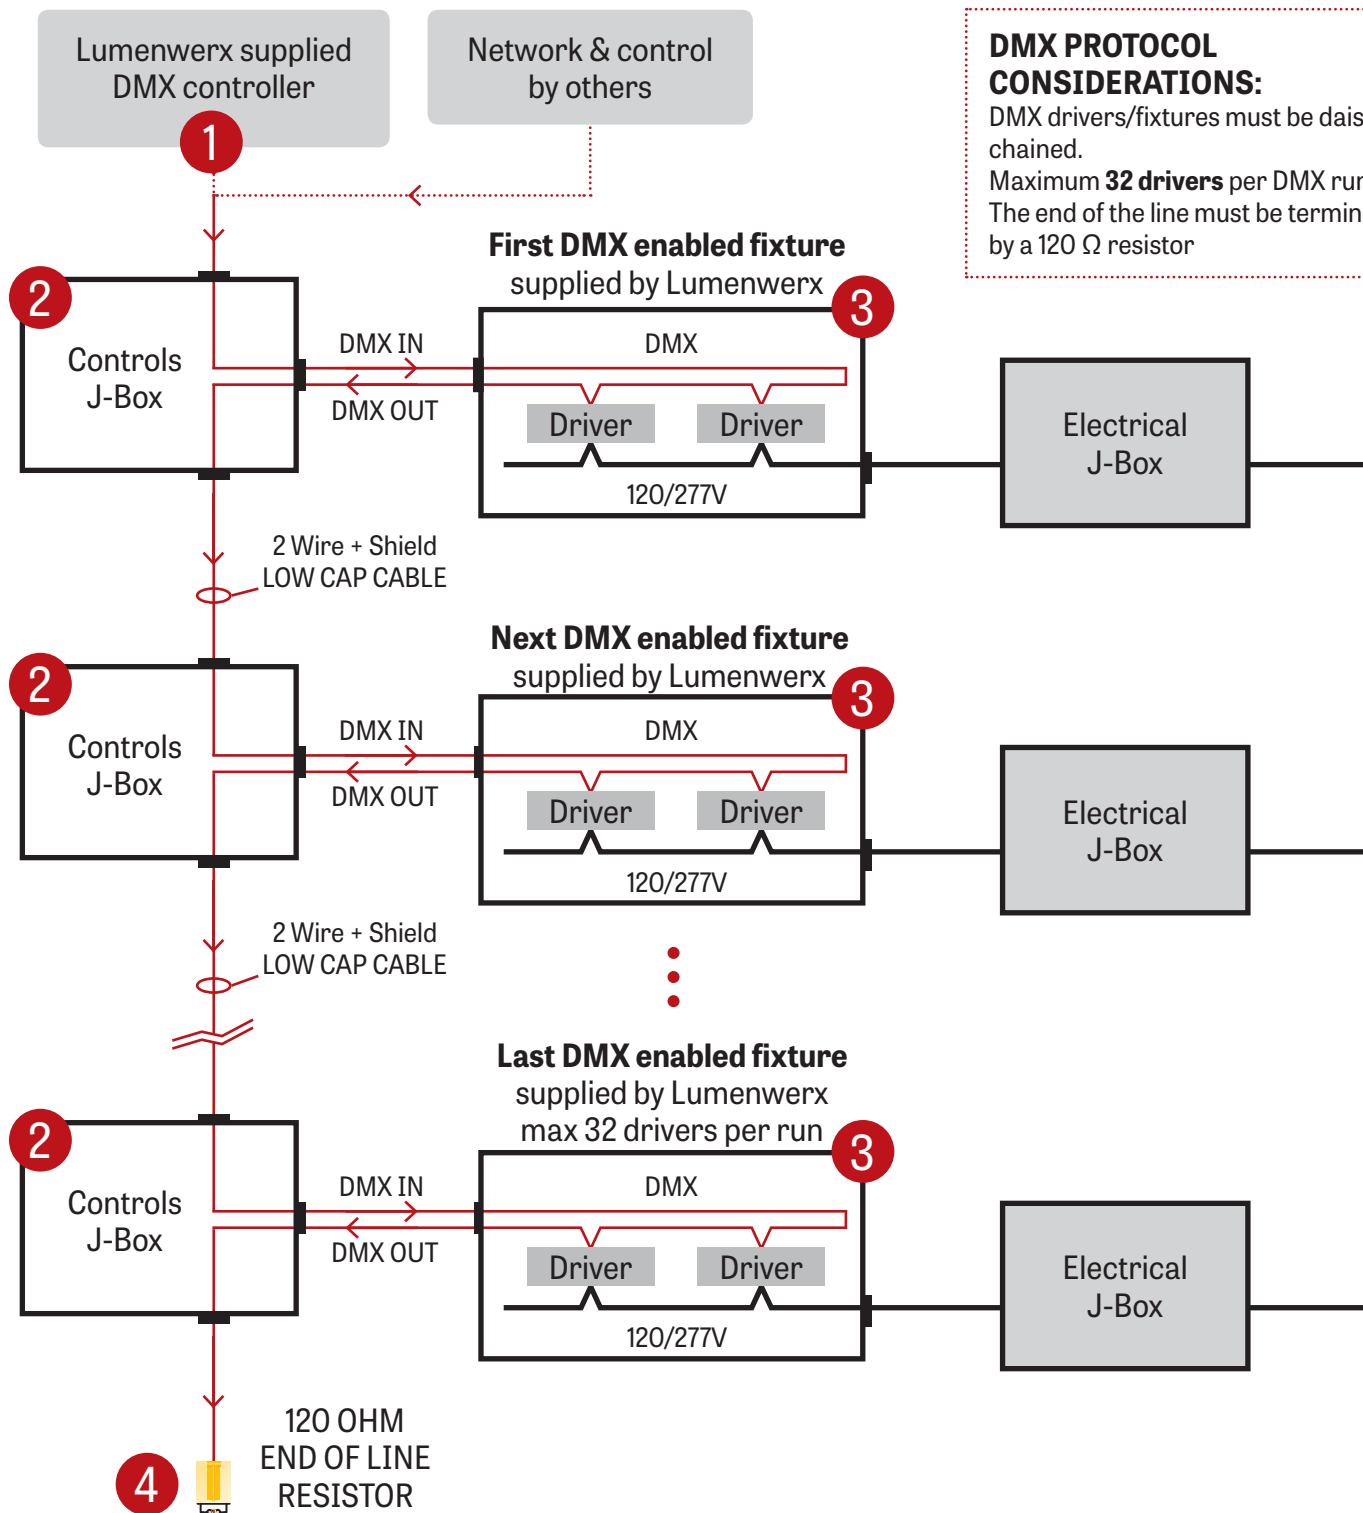 Lumenwerx supplied
DMX controller
1
Network & control
by others
DMX PROTOCOL
CONSIDERATIONS:
DMX drivers/fixtures must be dais
chained.
Maximum 32 drivers per DMX run
The end of the line must be termin
by a 120 Ω resistor
First DMX enabled fixture
supplied by Lumenwerx
2
Controls
J-Box
DMX IN
DMX OUT
3
DMX
Driver
Driver
120/277V
Electrical
J-Box
2 Wire + Shield
LOW CAP CABLE
Next DMX enabled fixture
supplied by Lumenwerx
2
Controls
J-Box
DMX IN
DMX OUT
3
DMX
Driver
Driver
120/277V
Electrical
J-Box
2 Wire + Shield
LOW CAP CABLE
Last DMX enabled fixture
supplied by Lumenwerx
max 32 drivers per run
2
Controls
J-Box
DMX IN
DMX OUT
3
DMX
Driver
Driver
120/277V
Electrical
J-Box
4
120 OHM
END OF LINE
RESISTOR